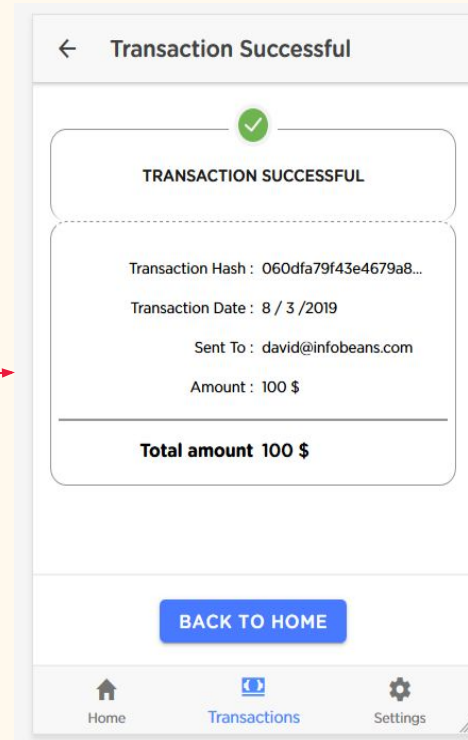 Transaction Successful
TRANSACTION SUCCESSFUL
Transaction Hash : 060dfa79f43e4679a8...
Transaction Date : 8 / 3 /2019
Sent To : david@infobeans.com
Amount : 100 $
Total amount 100 $
BACK TO HOME
Home Transactions Settings